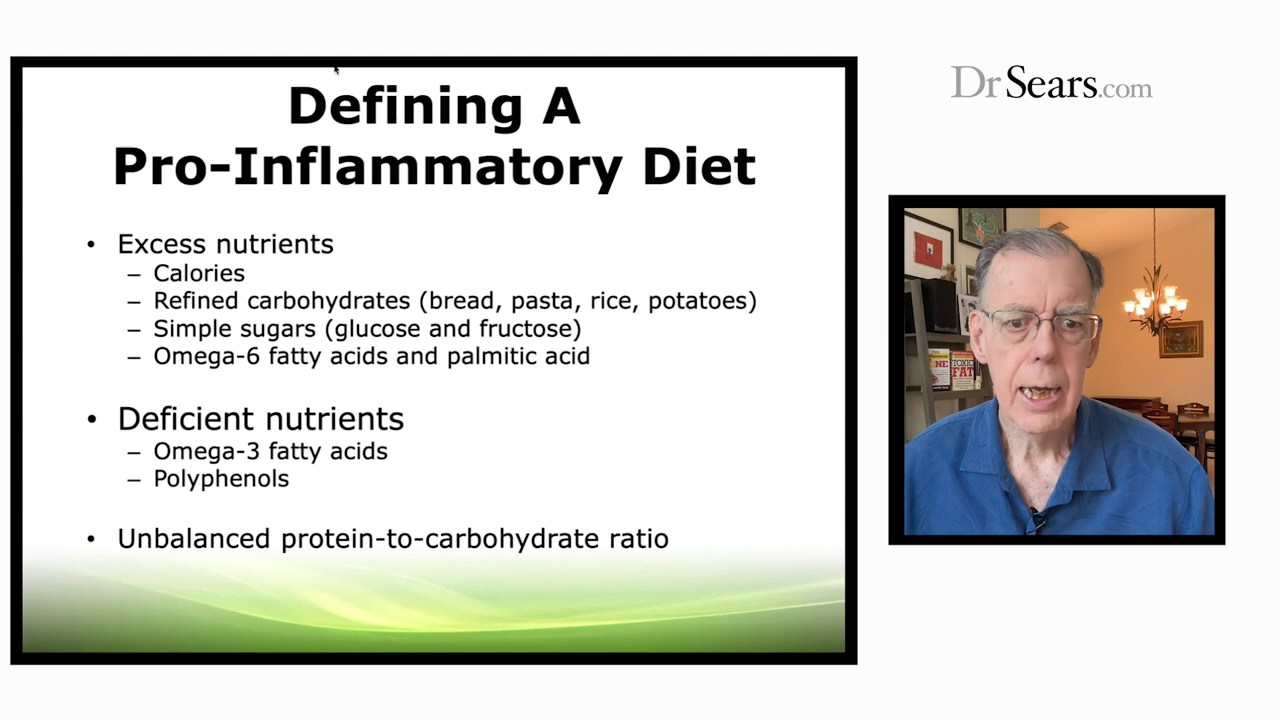 Defining A
Pro-Inflammatory Diet
• Excess nutrients
– Calories
– Refined carbohydrates (bread, pasta, rice, potatoes)
– Simple sugars (glucose and fructose)
– Omega-6 fatty acids and palmitic acid
• Deficient nutrients
– Omega-3 fatty acids
– Polyphenols
• Unbalanced protein-to-carbohydrate ratio
DrSears.com
TOXIC
FAT